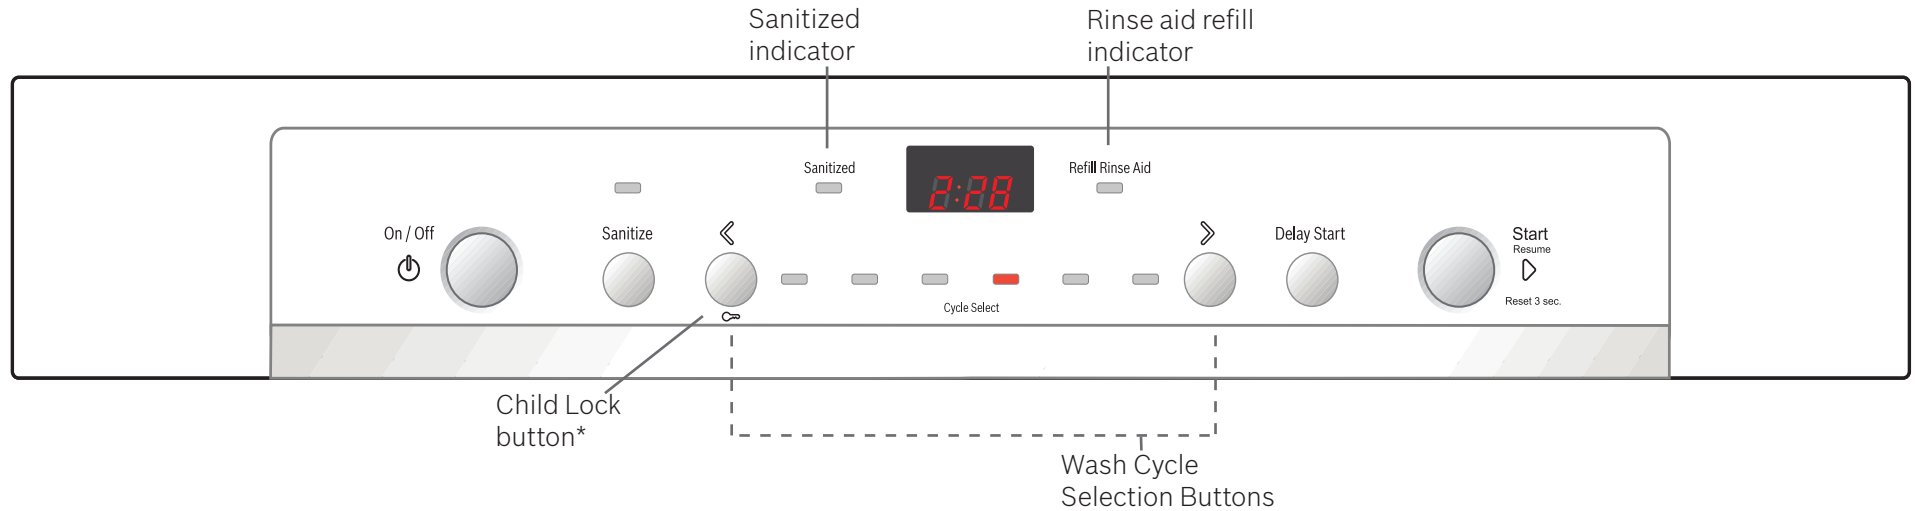 Sanitized
indicator
Rinse aid refill
indicator
Sanitized
2:28
Refill Rinse Aid
On / Off
Sanitize
Delay Start
Start
Resume
Reset 3 sec.
Cycle Select
Child Lock
button*
Wash Cycle
Selection Buttons